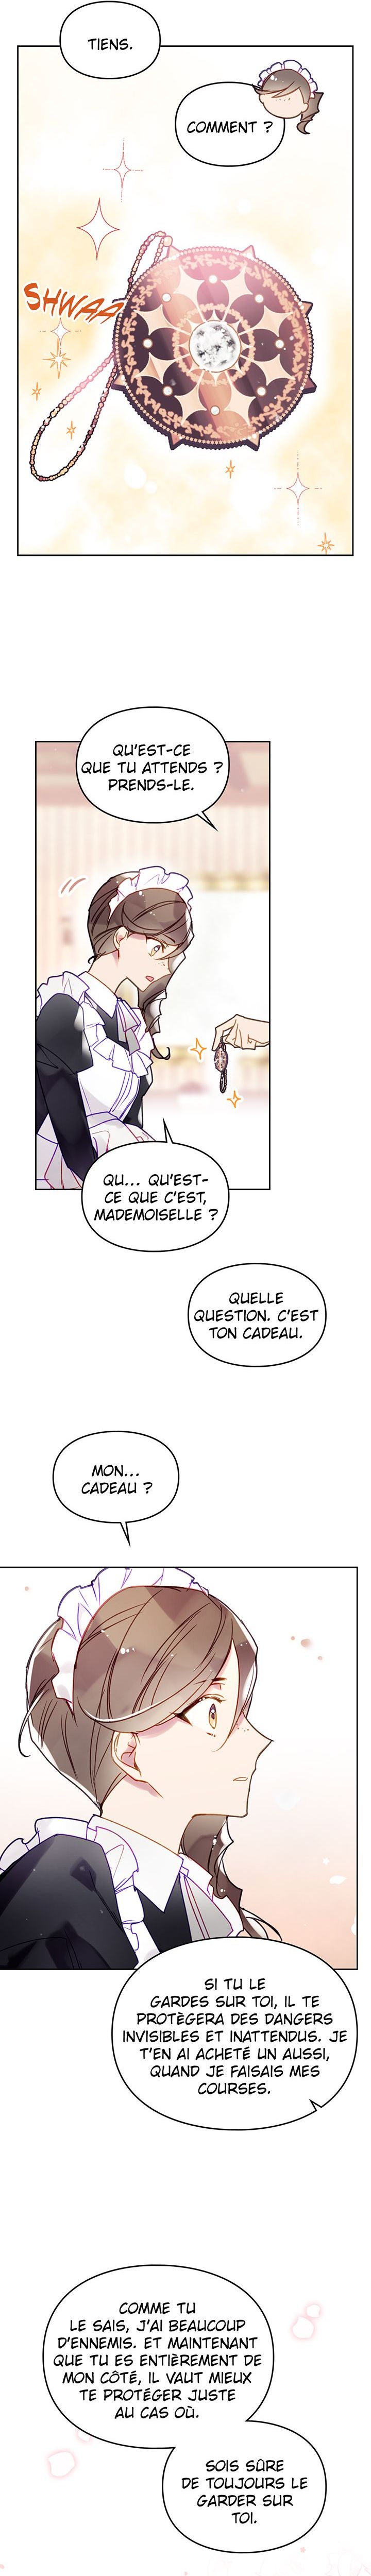 TIENS.
COMMENT ?
SHWAA
QU'EST-CE
QUE TU ATTENDS ?
PRENDS-LE.
QU... QU'EST-
CE QUE C'EST,
MADEMOISELLE ?
QUELLE
QUESTION. C'EST
TON CADEAU.
MON...
CADEAU ?
SI TU LE
GARDES SUR TOI, IL TE
PROTÈGERA DES DANGERS
INVISIBLES ET INATTENDUS. JE
T'EN AI ACHETÉ UN AUSSI,
QUAND JE FAISAIS MES
COURSES.
COMME TU
LE SAIS, J'AI BEAUCOUP
D'ENNEMIS. ET MAINTENANT
QUE TU ES ENTIÈREMENT DE
MON CÔTÉ, IL VAUT MIEUX
TE PROTÉGER JUSTE
AU CAS OÙ.
SOIS SÛRE
DE TOUJOURS LE
GARDER SUR
TOI.